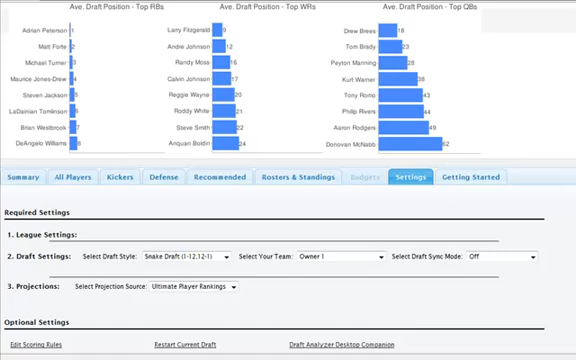 Ave. Draft Position - Top RBs
Adrian Peterson 1
Matt Forte 2
Michael Turner 3
Maurice Jones-Drew 4
Steven Jackson 5
LaDainian Tomlinson 6
Brian Westbrook 7
DeAngelo Williams 8
Ave. Draft Position - Top WRs
Larry Fitzgerald 9
Andre Johnson 12
Randy Moss 16
Calvin Johnson 17
Reggie Wayne 20
Roddy White 21
Steve Smith 22
Anquan Boldin 24
Ave. Draft Position - Top QBs
Drew Brees 18
Tom Brady 23
Peyton Manning 28
Kurt Warner 38
Tony Romo 43
Philip Rivers 44
Aaron Rodgers 49
Donovan McNabb 62
Summary All Players Kickers Defense Recommended Rosters & Standings Budgets Settings Getting Started
Required Settings
1. League Settings:
2. Draft Settings: Select Draft Style: Snake Draft (1-12,12-1) Select Your Team: Owner 1 Select Draft Sync Mode: Off
3. Projections: Select Projection Source: Ultimate Player Rankings
Optional Settings
Edit Scoring Rules Restart Current Draft Draft Analyzer Desktop Companion